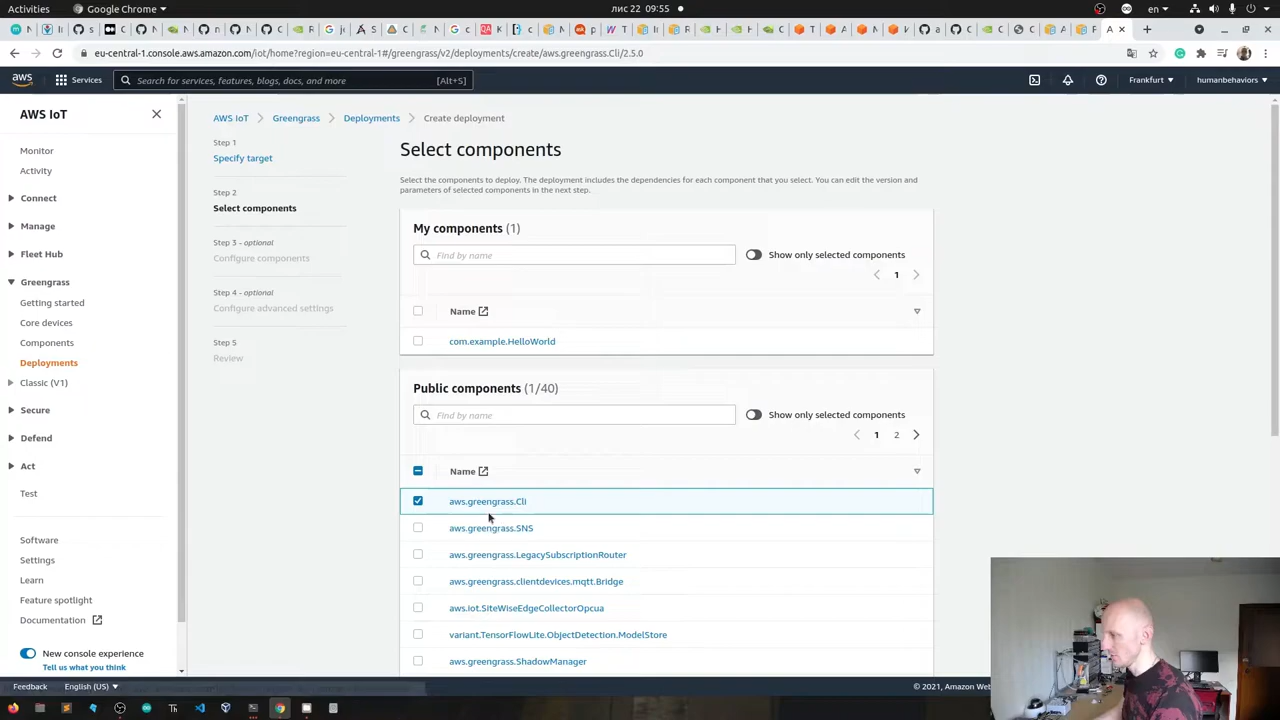 Activities
Google Chrome
лис 22 09:55
en
eu-central-1.console.aws.amazon.com/iot/home?region=eu-central-1#/greengrass/v2/deployments/create/aws.greengrass.Cli/2.5.0
aws
Services
Search for services, features, blogs, docs, and more
[Alt+S]
Frankfurt
humanbehaviors
AWS IoT
Monitor
Activity
Connect
Manage
Fleet Hub
Greengrass
Getting started
Core devices
Components
Deployments
Classic (V1)
Secure
Defend
Act
Test
Software
Settings
Learn
Feature spotlight
Documentation
New console experience
Tell us what you think
AWS IoT
Greengrass
Deployments
Create deployment
Step 1
Specify target
Step 2
Select components
Step 3 - optional
Configure components
Step 4 - optional
Configure advanced settings
Step 5
Review
Select components
Select the components to deploy. The deployment includes the dependencies for each component that you select. You can edit the version and
parameters of selected components in the next step.
My components (1)
Find by name
Show only selected components
1
Name
com.example.HelloWorld
Public components (1/40)
Find by name
Show only selected components
1 2
Name
aws.greengrass.Cli
aws.greengrass.SNS
aws.greengrass.LegacySubscriptionRouter
aws.greengrass.clientdevices.mqtt.Bridge
aws.iot.SiteWiseEdgeCollectorOpcua
variant.TensorFlowLite.ObjectDetection.ModelStore
aws.greengrass.ShadowManager
Feedback
English (US)
© 2021, Amazon Web